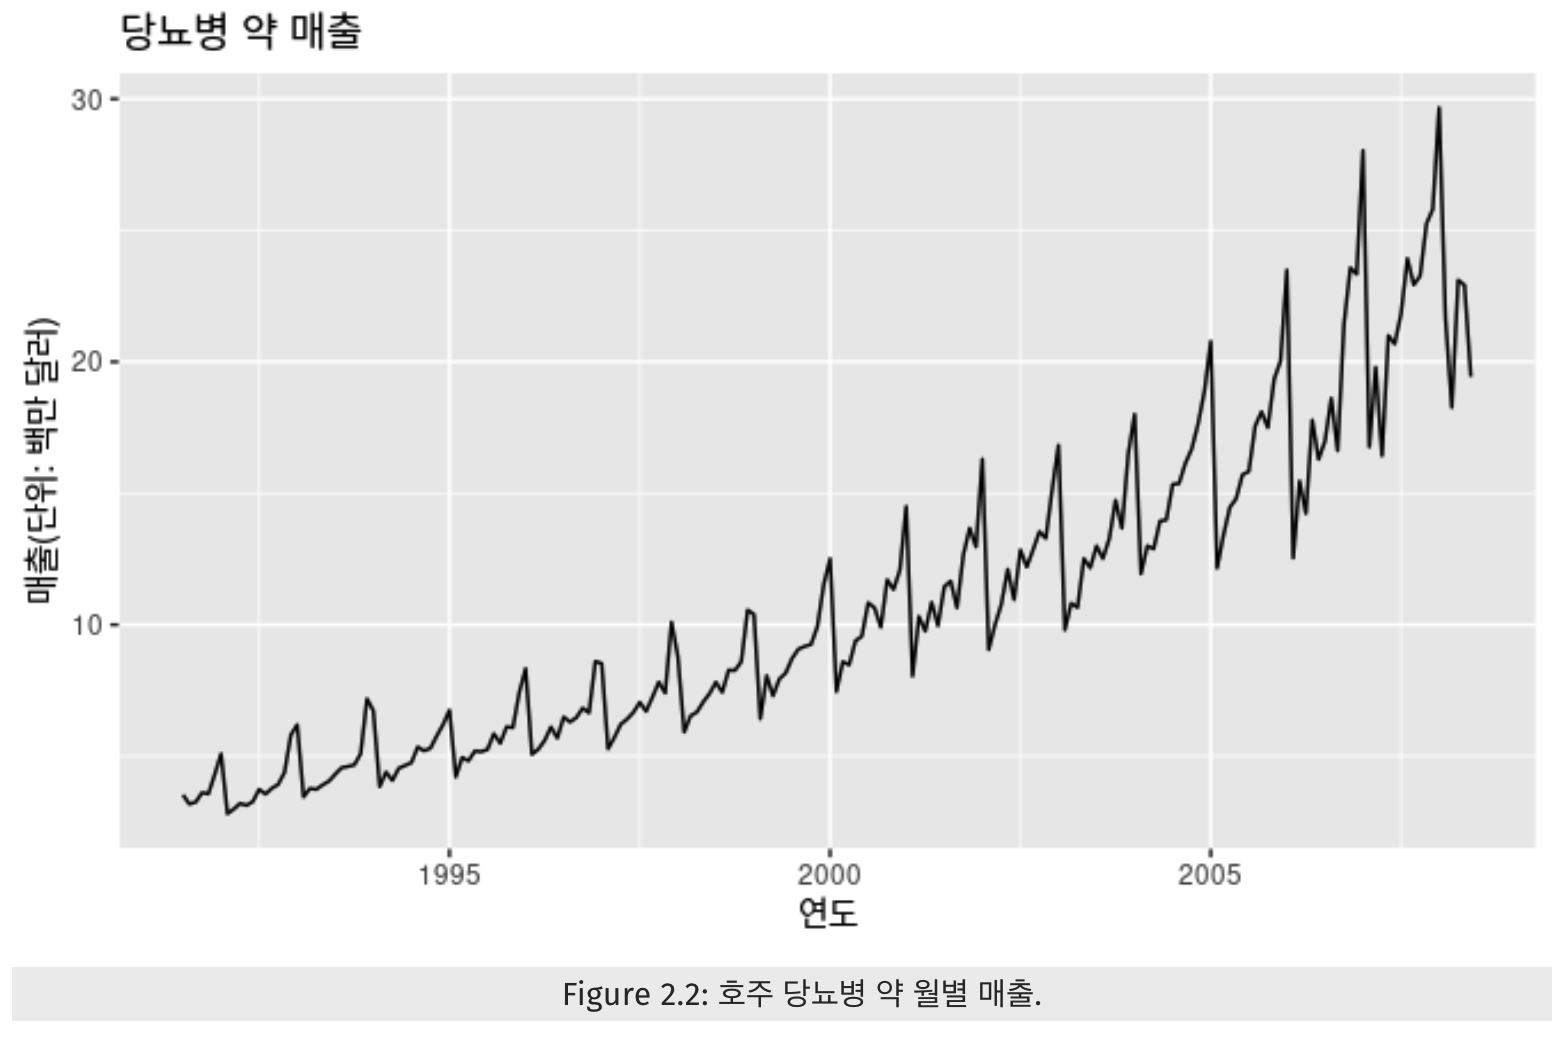 당뇨병 약 매출
30
20
10
매출(단위: 백만 달러)
1995 2000 2005
연도
Figure 2.2: 호주 당뇨병 약 월별 매출.